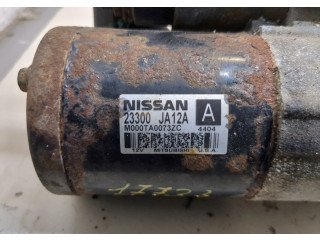 NISSAN A
23300 JA12A
M000TA0073ZC 4404
12V MITSUBISHI U.S.A